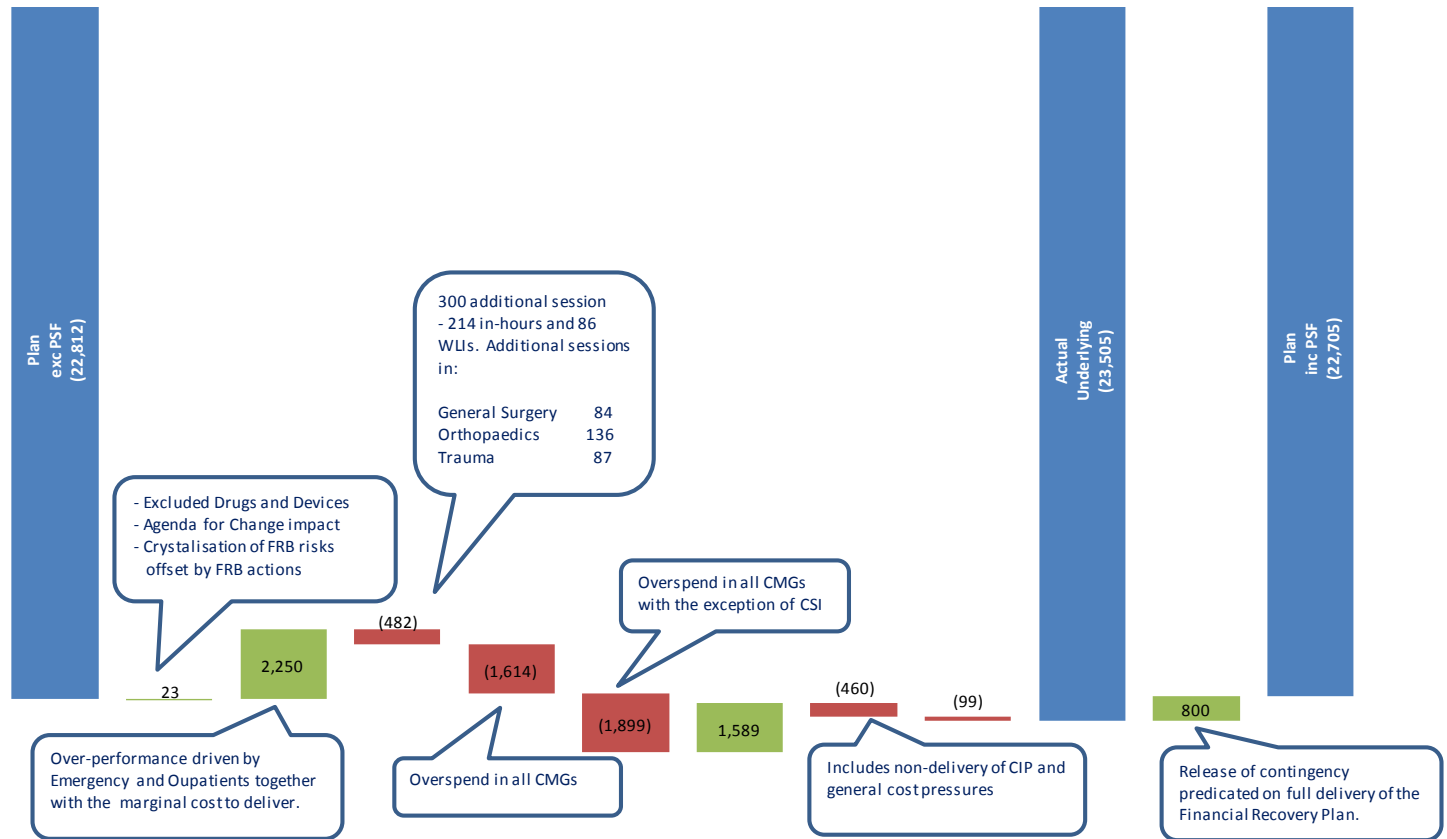 Plan
exc PSF
(22,812)
- Excluded Drugs and Devices
- Agenda for Change impact
- Crystalisation of FRB risks
offset by FRB actions
23
2,250
Over-performance driven by
Emergency and Oupatients together
with the marginal cost to deliver.
300 additional session
- 214 in-hours and 86
WLIs. Additional sessions
in:
General Surgery 84
Orthopaedics 136
Trauma 87
(482)
(1,614)
Overspend in all CMGs
Overspend in all CMGs
with the exception of CSI
(1,899)
1,589
(460)
Includes non-delivery of CIP and
general cost pressures
(99)
Actual
Underlying
(23,505)
800
Release of contingency
predicated on full delivery of the
Financial Recovery Plan.
Plan
inc PSF
(22,705)